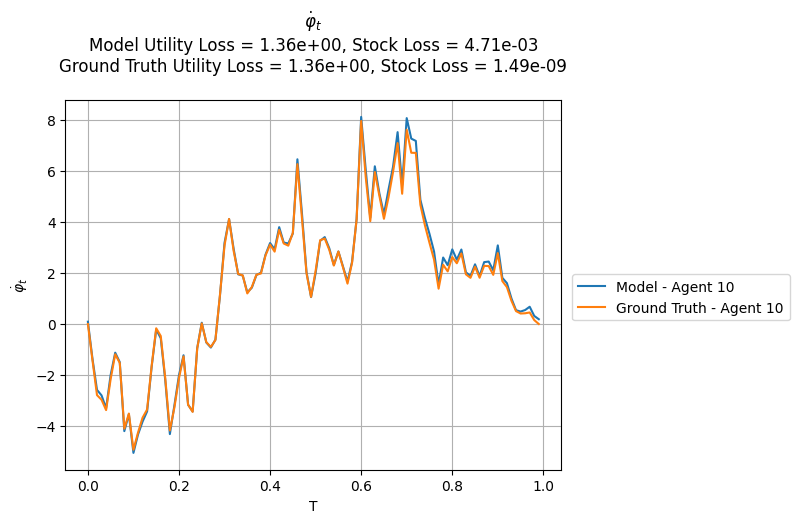 φ̇ₜ
Model Utility Loss = 1.36e+00, Stock Loss = 4.71e-03
Ground Truth Utility Loss = 1.36e+00, Stock Loss = 1.49e-09
8
6
4
2
0
−2
−4
φ̇ₜ
0.0 0.2 0.4 0.6 0.8 1.0
T
Model - Agent 10
Ground Truth - Agent 10